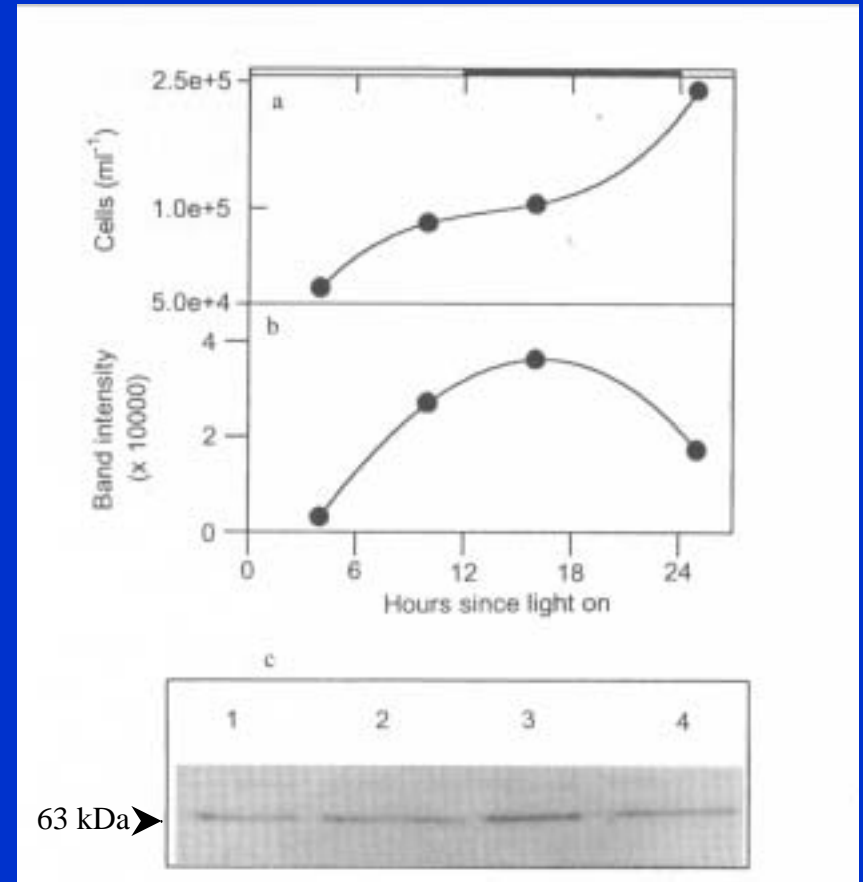 2.5e+5
a
Cells (ml⁻¹)
1.0e+5
5.0e+4
b
4
Band intensity
(x 10000)
2
0
0 6 12 18 24
Hours since light on
c
1 2 3 4
63 kDa